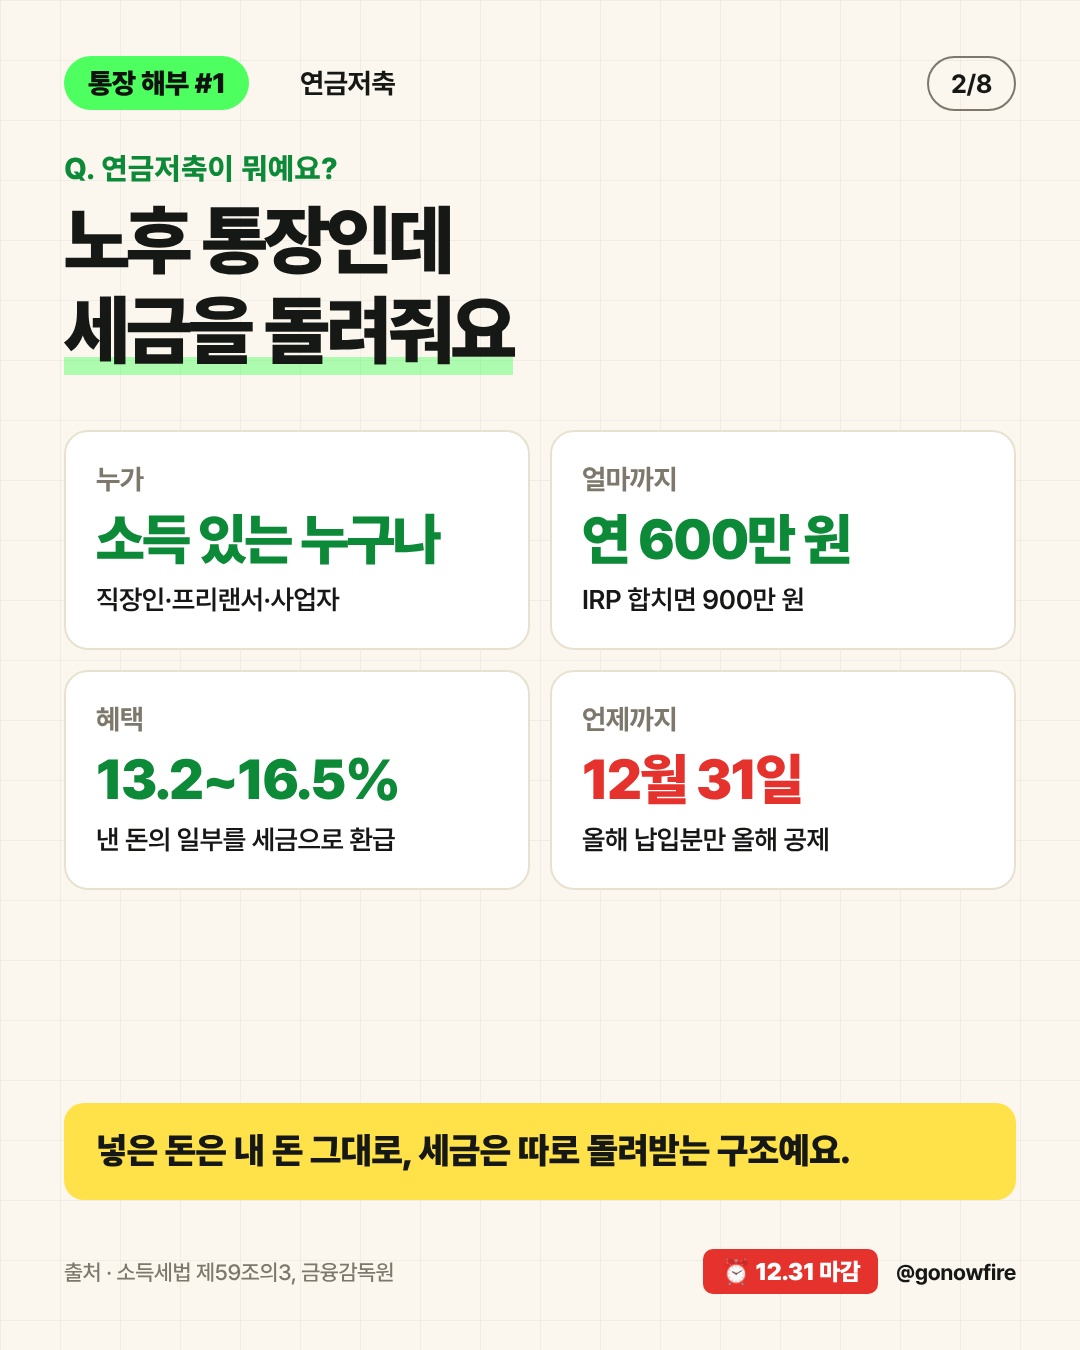 통장 해부 #1
연금저축
2/8
Q. 연금저축이 뭐예요?
노후 통장인데
세금을 돌려줘요
누가
소득 있는 누구나
직장인·프리랜서·사업자
얼마까지
연 600만 원
IRP 합치면 900만 원
혜택
13.2~16.5%
낸 돈의 일부를 세금으로 환급
언제까지
12월 31일
올해 납입분만 올해 공제
넣은 돈은 내 돈 그대로, 세금은 따로 돌려받는 구조예요.
출처 · 소득세법 제59조의3, 금융감독원
⏰ 12.31 마감
@gonowfire